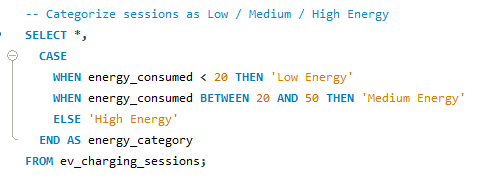 -- Categorize sessions as Low / Medium / High Energy
SELECT *,
CASE
WHEN energy_consumed < 20 THEN 'Low Energy'
WHEN energy_consumed BETWEEN 20 AND 50 THEN 'Medium Energy'
ELSE 'High Energy'
END AS energy_category
FROM ev_charging_sessions;